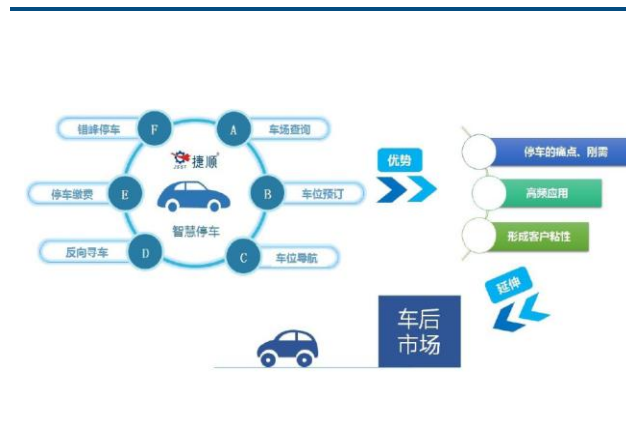 错峰停车
F
A
车场查询
捷顺
JSST
停车缴费
E
B
车位预订
智慧停车
反向寻车
D
C
车位导航
优势
停车的痛点、刚需
高频应用
形成客户粘性
延伸
车后
市场